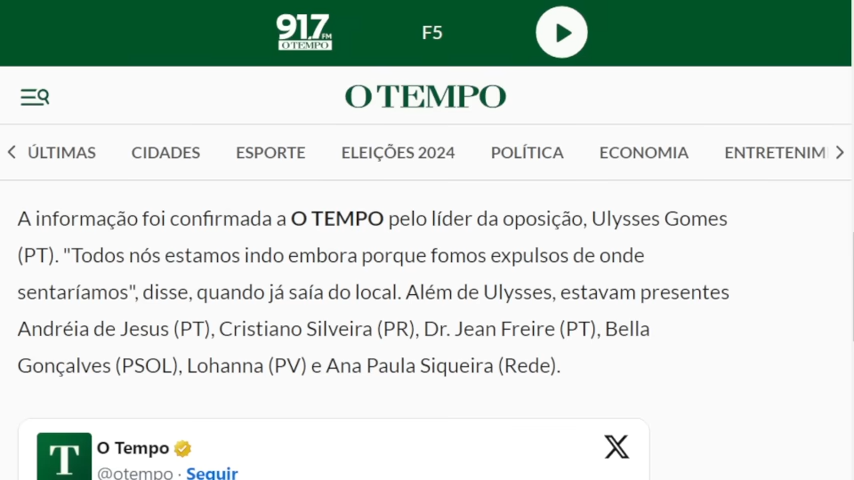 91,7 FM
O TEMPO
F5
O TEMPO
ÚLTIMAS CIDADES ESPORTE ELEIÇÕES 2024 POLÍTICA ECONOMIA ENTRETENIM
A informação foi confirmada a O TEMPO pelo líder da oposição, Ulysses Gomes
(PT). "Todos nós estamos indo embora porque fomos expulsos de onde
sentaríamos", disse, quando já saía do local. Além de Ulysses, estavam presentes
Andréia de Jesus (PT), Cristiano Silveira (PR), Dr. Jean Freire (PT), Bella
Gonçalves (PSOL), Lohanna (PV) e Ana Paula Siqueira (Rede).
T
O Tempo
@otempo · Seguir